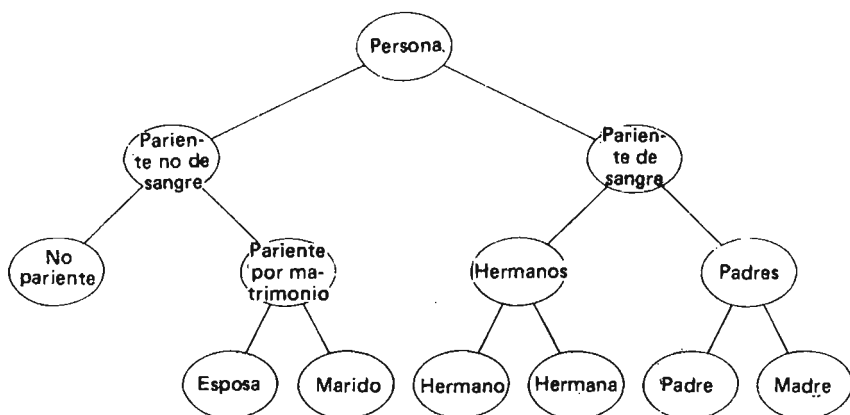 Persona
Parien-
te no de
sangre
Parien-
te de
sangre
No
pariente
Pariente
por ma-
trimonio
Hermanos
Padres
Esposa
Marido
Hermano
Hermana
Padre
Madre